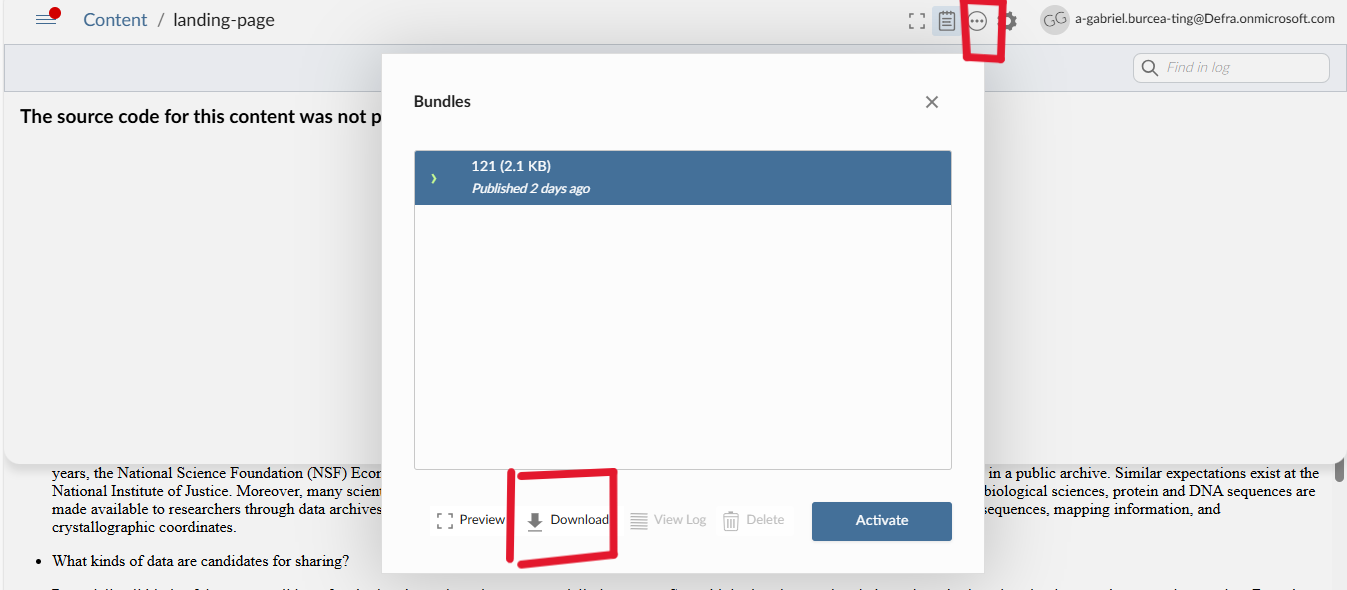 Content / landing-page
GG a-gabriel.burcea-ting@Defra.onmicrosoft.com
Find in log
The source code for this content was not p
Bundles
121 (2.1 KB)
Published 2 days ago
years, the National Science Foundation (NSF) Econ
in a public archive. Similar expectations exist at the
National Institute of Justice. Moreover, many scient
biological sciences, protein and DNA sequences are
made available to researchers through data archives
sequences, mapping information, and
crystallographic coordinates.
Preview Download View Log Delete Activate
• What kinds of data are candidates for sharing?